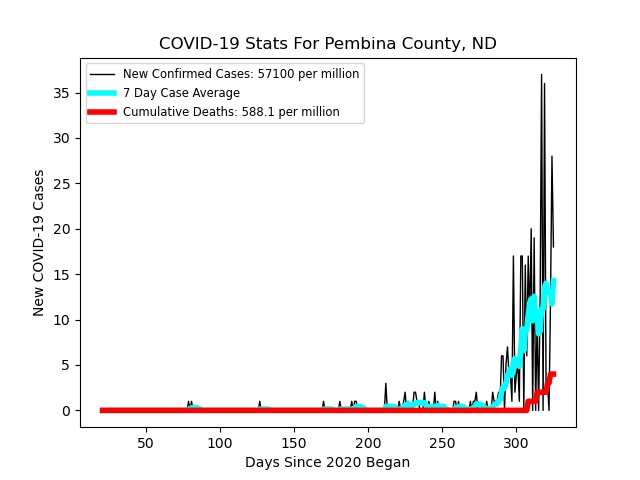 COVID-19 Stats For Pembina County, ND
New Confirmed Cases: 57100 per million
7 Day Case Average
Cumulative Deaths: 588.1 per million
New COVID-19 Cases
35
30
25
20
15
10
5
0
50 100 150 200 250 300
Days Since 2020 Began